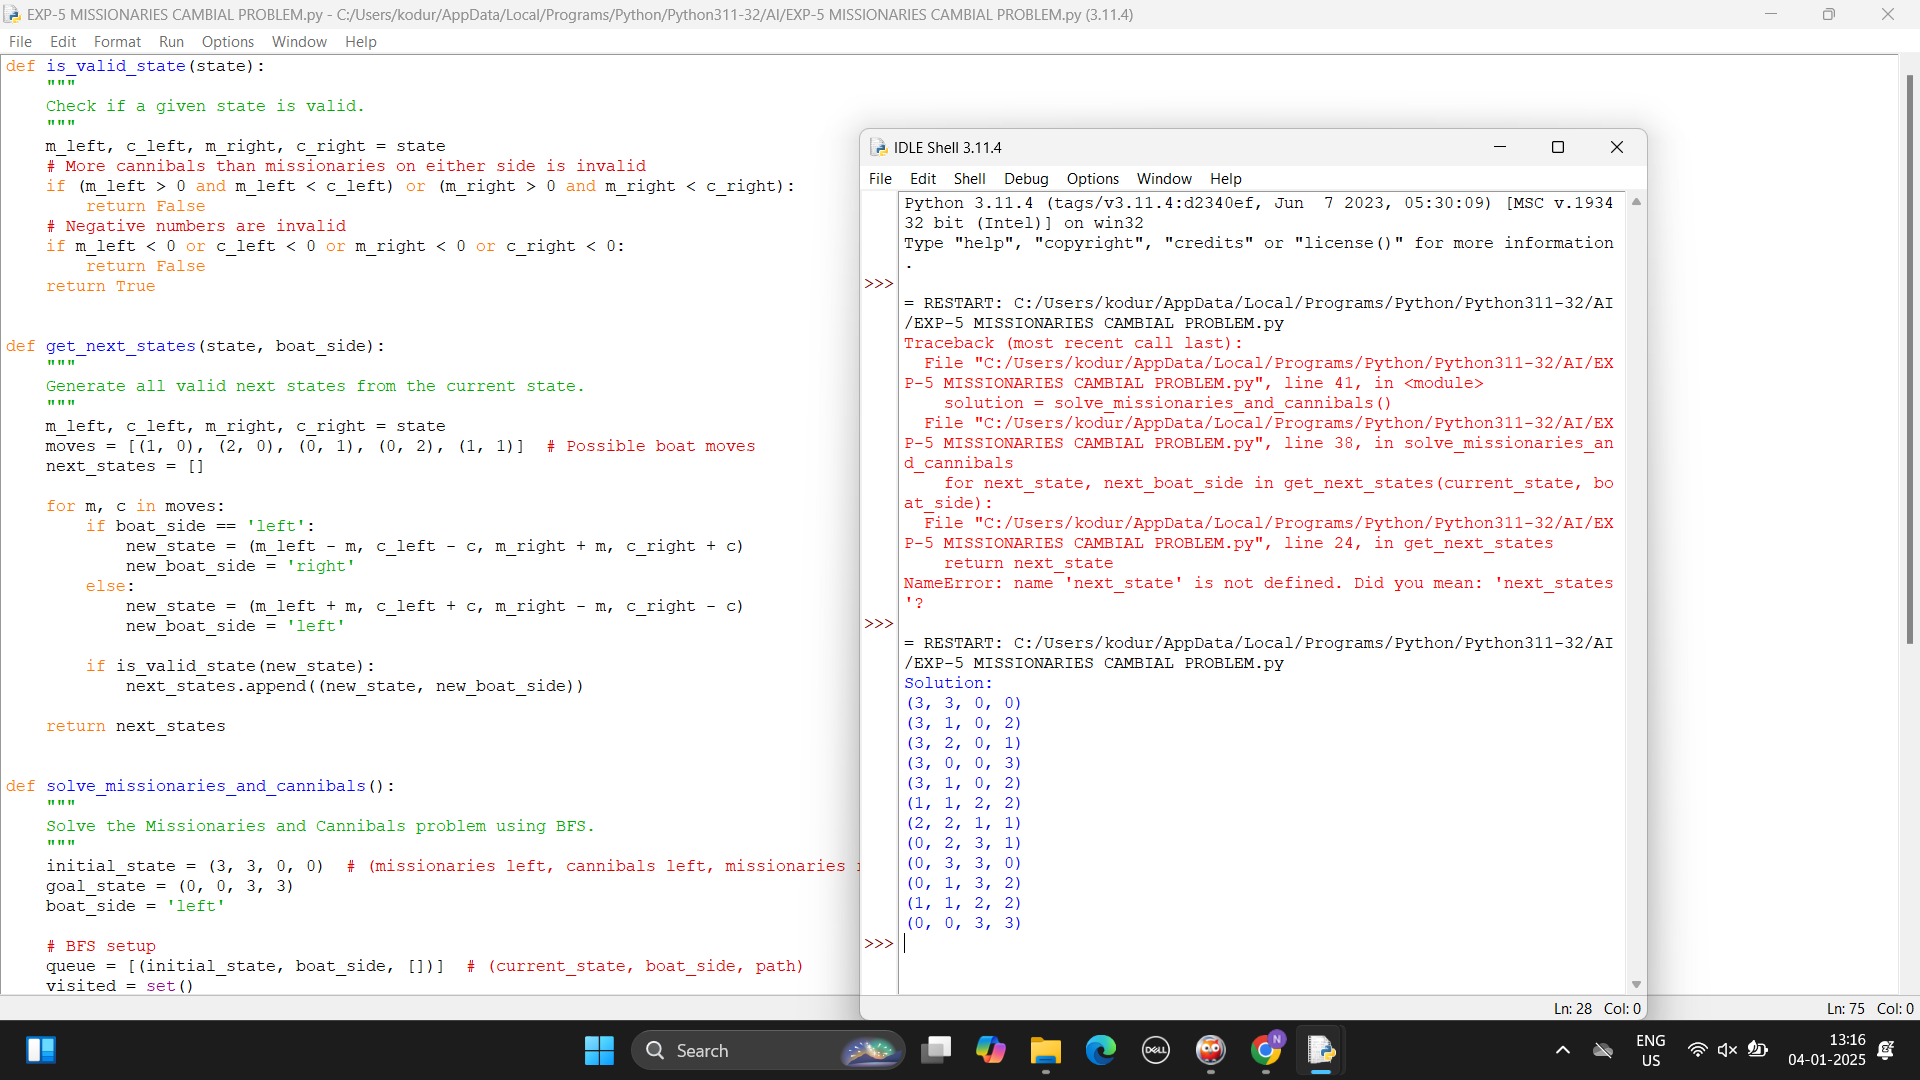 EXP-5 MISSIONARIES CAMBIAL PROBLEM.py - C:/Users/kodur/AppData/Local/Programs/Python/Python311-32/AI/EXP-5 MISSIONARIES CAMBIAL PROBLEM.py (3.11.4)
File Edit Format Run Options Window Help
def is_valid_state(state):
    """
    Check if a given state is valid.
    """
    m_left, c_left, m_right, c_right = state
    # More cannibals than missionaries on either side is invalid
    if (m_left > 0 and m_left < c_left) or (m_right > 0 and m_right < c_right):
        return False
    # Negative numbers are invalid
    if m_left < 0 or c_left < 0 or m_right < 0 or c_right < 0:
        return False
    return True
def get_next_states(state, boat_side):
    """
    Generate all valid next states from the current state.
    """
    m_left, c_left, m_right, c_right = state
    moves = [(1, 0), (2, 0), (0, 1), (0, 2), (1, 1)]  # Possible boat moves
    next_states = []
    for m, c in moves:
        if boat_side == 'left':
            new_state = (m_left - m, c_left - c, m_right + m, c_right + c)
            new_boat_side = 'right'
        else:
            new_state = (m_left + m, c_left + c, m_right - m, c_right - c)
            new_boat_side = 'left'
        if is_valid_state(new_state):
            next_states.append((new_state, new_boat_side))
    return next_states
def solve_missionaries_and_cannibals():
    """
    Solve the Missionaries and Cannibals problem using BFS.
    """
    initial_state = (3, 3, 0, 0)  # (missionaries left, cannibals left, missionaries
    goal_state = (0, 0, 3, 3)
    boat_side = 'left'
    # BFS setup
    queue = [(initial_state, boat_side, [])]  # (current_state, boat_side, path)
    visited = set()
IDLE Shell 3.11.4
File Edit Shell Debug Options Window Help
Python 3.11.4 (tags/v3.11.4:d2340ef, Jun  7 2023, 05:30:09) [MSC v.1934
32 bit (Intel)] on win32
Type "help", "copyright", "credits" or "license()" for more information
.
>>>
= RESTART: C:/Users/kodur/AppData/Local/Programs/Python/Python311-32/AI
/EXP-5 MISSIONARIES CAMBIAL PROBLEM.py
Traceback (most recent call last):
  File "C:/Users/kodur/AppData/Local/Programs/Python/Python311-32/AI/EX
P-5 MISSIONARIES CAMBIAL PROBLEM.py", line 41, in <module>
    solution = solve_missionaries_and_cannibals()
  File "C:/Users/kodur/AppData/Local/Programs/Python/Python311-32/AI/EX
P-5 MISSIONARIES CAMBIAL PROBLEM.py", line 38, in solve_missionaries_an
d_cannibals
    for next_state, next_boat_side in get_next_states(current_state, bo
at_side):
  File "C:/Users/kodur/AppData/Local/Programs/Python/Python311-32/AI/EX
P-5 MISSIONARIES CAMBIAL PROBLEM.py", line 24, in get_next_states
    return next_state
NameError: name 'next_state' is not defined. Did you mean: 'next_states
'?
>>>
= RESTART: C:/Users/kodur/AppData/Local/Programs/Python/Python311-32/AI
/EXP-5 MISSIONARIES CAMBIAL PROBLEM.py
Solution:
(3, 3, 0, 0)
(3, 1, 0, 2)
(3, 2, 0, 1)
(3, 0, 0, 3)
(3, 1, 0, 2)
(1, 1, 2, 2)
(2, 2, 1, 1)
(0, 2, 3, 1)
(0, 3, 3, 0)
(0, 1, 3, 2)
(1, 1, 2, 2)
(0, 0, 3, 3)
>>>
Ln: 28 Col: 0
Ln: 75 Col: 0
Search
DELL
N
ENG
US
13:16
04-01-2025